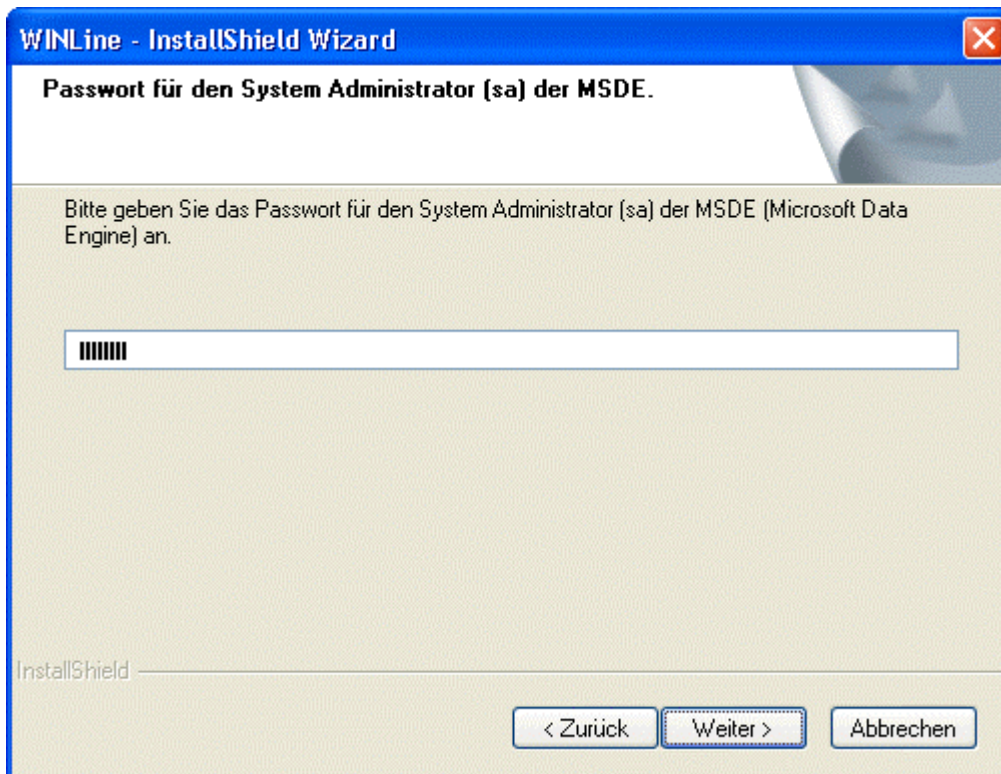 WINLine - InstallShield Wizard
Passwort für den System Administrator (sa) der MSDE.
Bitte geben Sie das Passwort für den System Administrator (sa) der MSDE (Microsoft Data
Engine) an.
InstallShield
< Zurück Weiter > Abbrechen